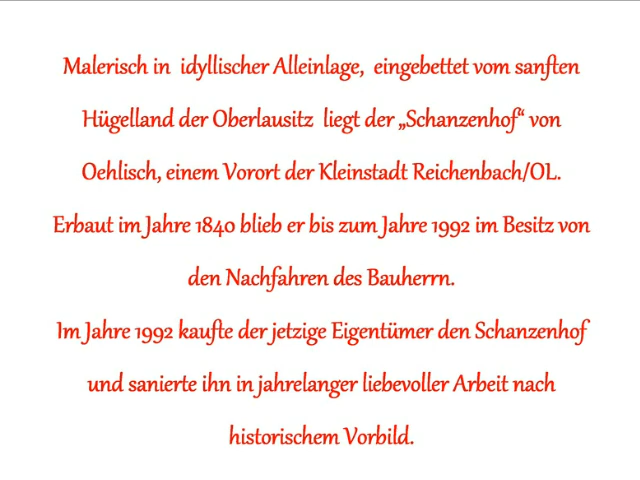 Malerisch in idyllischer Alleinlage, eingebettet vom sanften
Hügelland der Oberlausitz liegt der „Schanzenhof“ von
Oehlisch, einem Vorort der Kleinstadt Reichenbach/OL.
Erbaut im Jahre 1840 blieb er bis zum Jahre 1992 im Besitz von
den Nachfahren des Bauherrn.
Im Jahre 1992 kaufte der jetzige Eigentümer den Schanzenhof
und sanierte ihn in jahrelanger liebevoller Arbeit nach
historischem Vorbild.